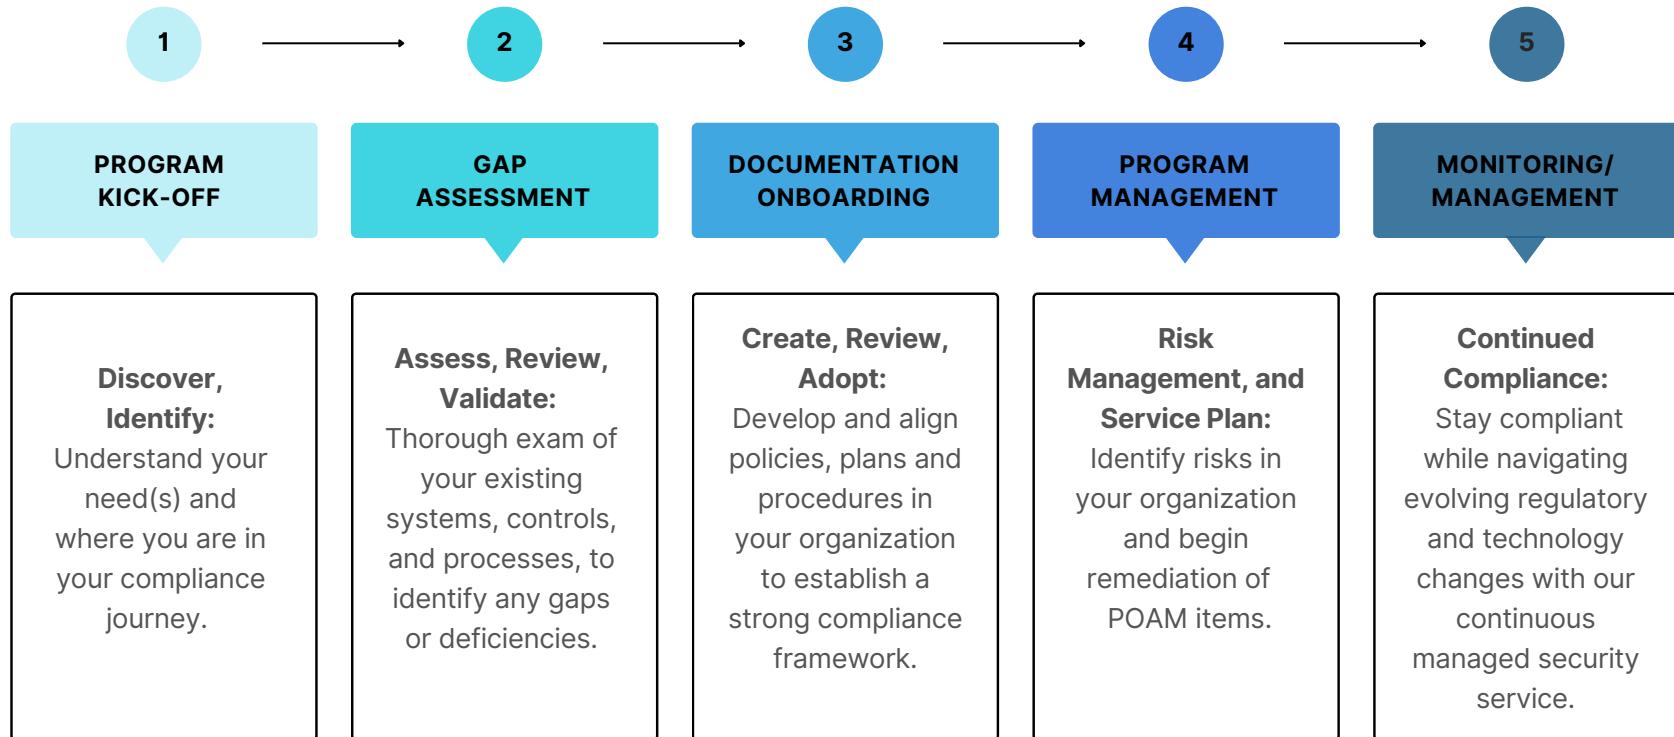 1
2
3
4
5
PROGRAM
KICK-OFF
GAP
ASSESSMENT
DOCUMENTATION
ONBOARDING
PROGRAM
MANAGEMENT
MONITORING/
MANAGEMENT
Discover,
Identify:
Understand your
need(s) and
where you are in
your compliance
journey.
Assess, Review,
Validate:
Thorough exam of
your existing
systems, controls,
and processes, to
identify any gaps
or deficiencies.
Create, Review,
Adopt:
Develop and align
policies, plans and
procedures in
your organization
to establish a
strong compliance
framework.
Risk
Management, and
Service Plan:
Identify risks in
your organization
and begin
remediation of
POAM items.
Continued
Compliance:
Stay compliant
while navigating
evolving regulatory
and technology
changes with our
continuous
managed security
service.